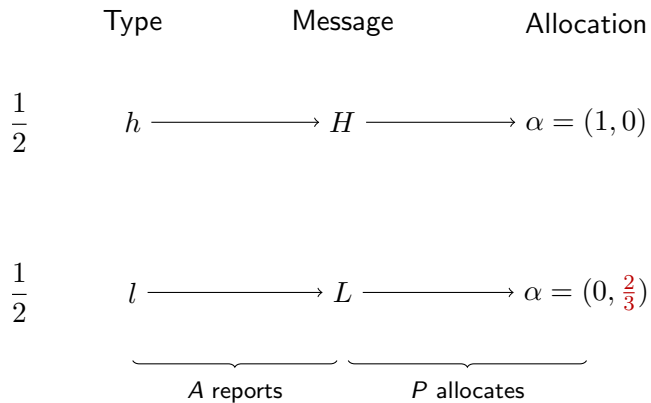 Type Message Allocation
1/2 h H α = (1, 0)
1/2 l L α = (0, 2/3)
A reports P allocates